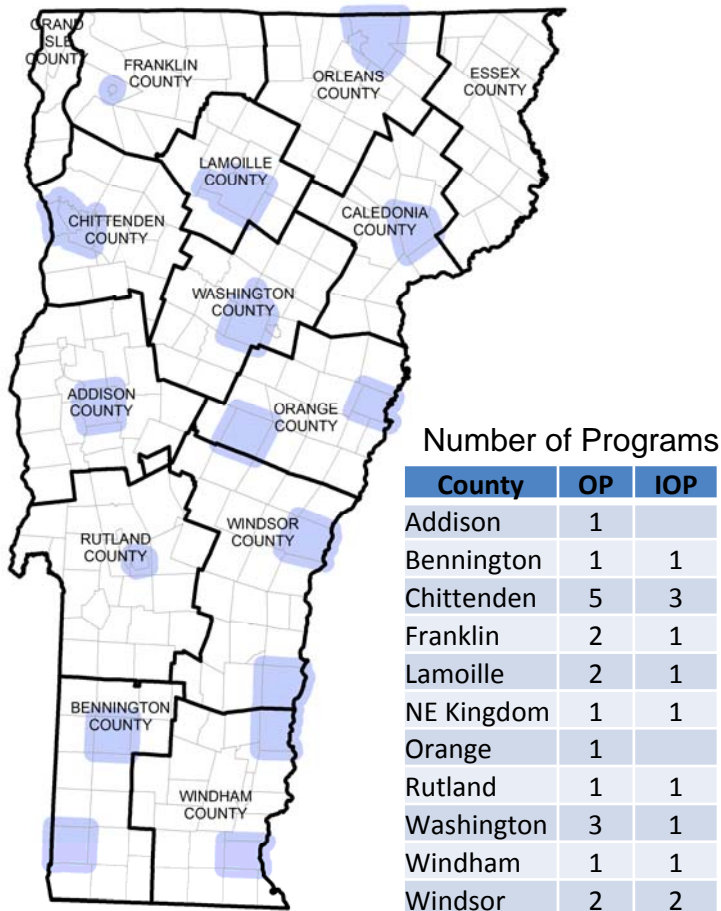 GRAND
ISLE
COUNTY
FRANKLIN
COUNTY
ORLEANS
COUNTY
ESSEX
COUNTY
LAMOILLE
COUNTY
CHITTENDEN
COUNTY
CALEDONIA
COUNTY
WASHINGTON
COUNTY
ADDISON
COUNTY
ORANGE
COUNTY
RUTLAND
COUNTY
WINDSOR
COUNTY
BENNINGTON
COUNTY
WINDHAM
COUNTY
Number of Programs
County OP IOP
Addison 1
Bennington 1 1
Chittenden 5 3
Franklin 2 1
Lamoille 2 1
NE Kingdom 1 1
Orange 1
Rutland 1 1
Washington 3 1
Windham 1 1
Windsor 2 2